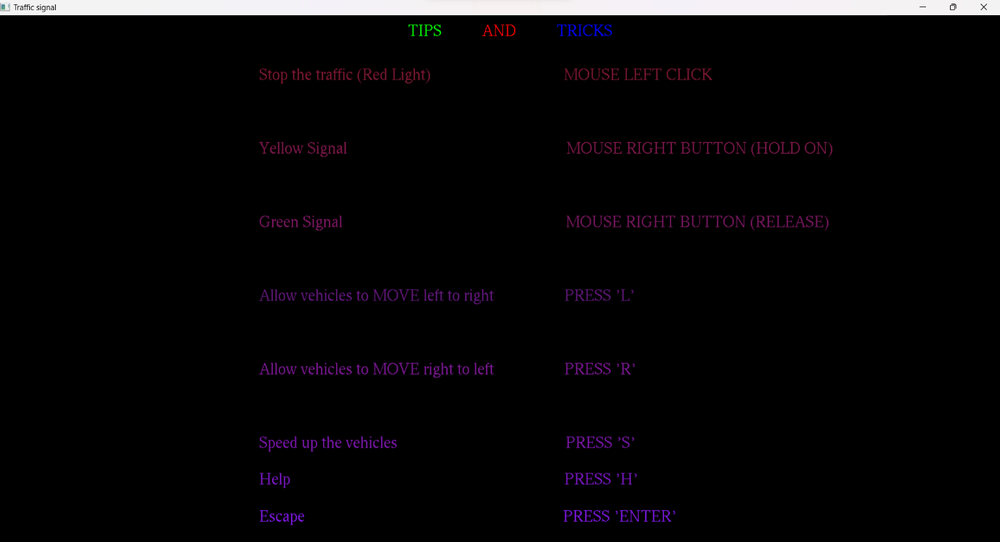 Traffic signal
TIPS AND TRICKS
Stop the traffic (Red Light) MOUSE LEFT CLICK
Yellow Signal MOUSE RIGHT BUTTON (HOLD ON)
Green Signal MOUSE RIGHT BUTTON (RELEASE)
Allow vehicles to MOVE left to right PRESS 'L'
Allow vehicles to MOVE right to left PRESS 'R'
Speed up the vehicles PRESS 'S'
Help PRESS 'H'
Escape PRESS 'ENTER'